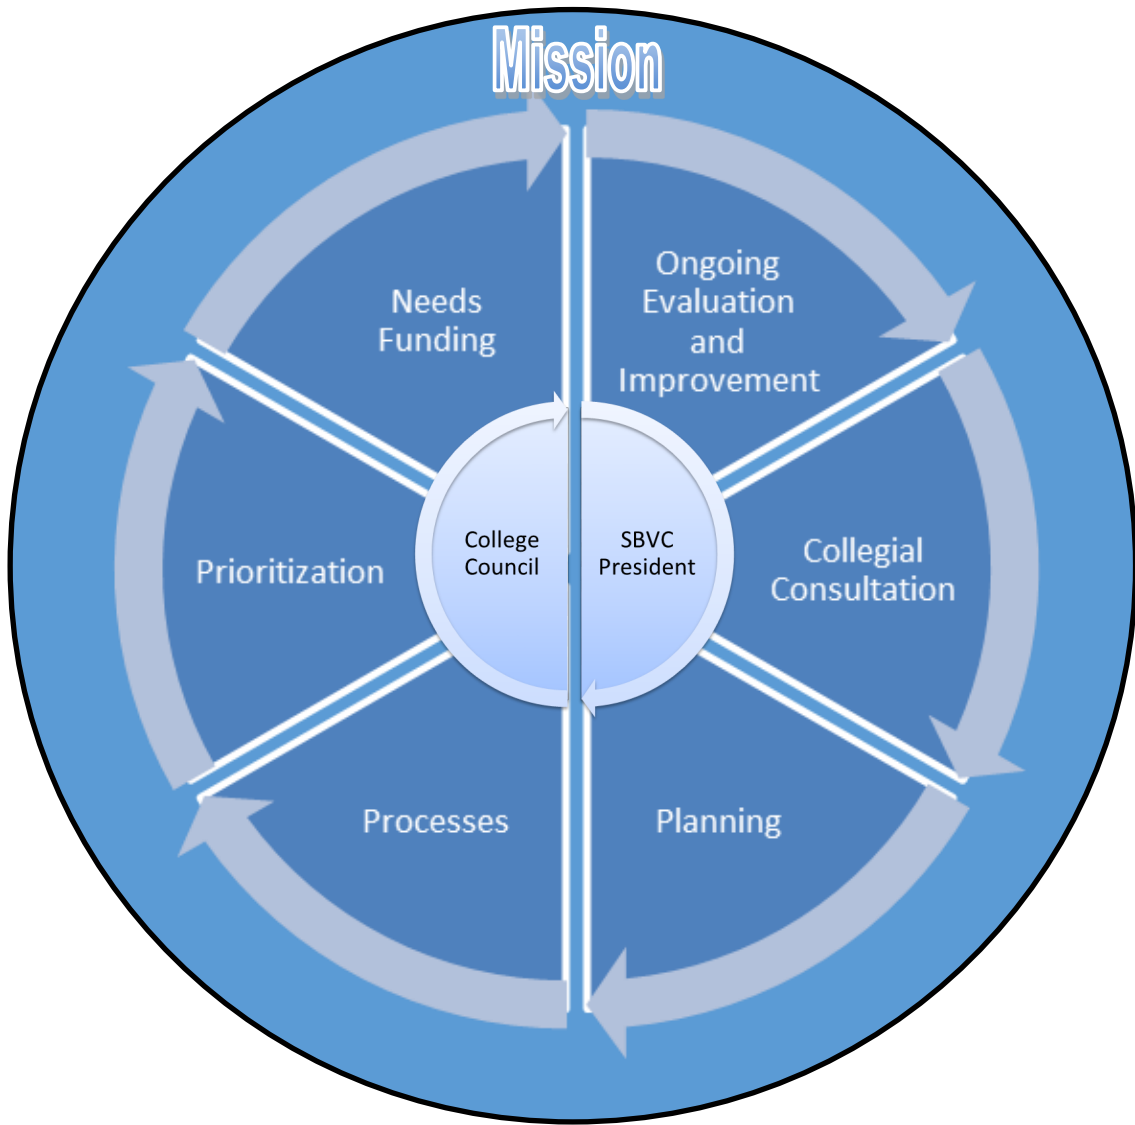 Mission
Needs
Funding
Ongoing
Evaluation
and
Improvement
College
Council
SBVC
President
Prioritization
Collegial
Consultation
Processes
Planning